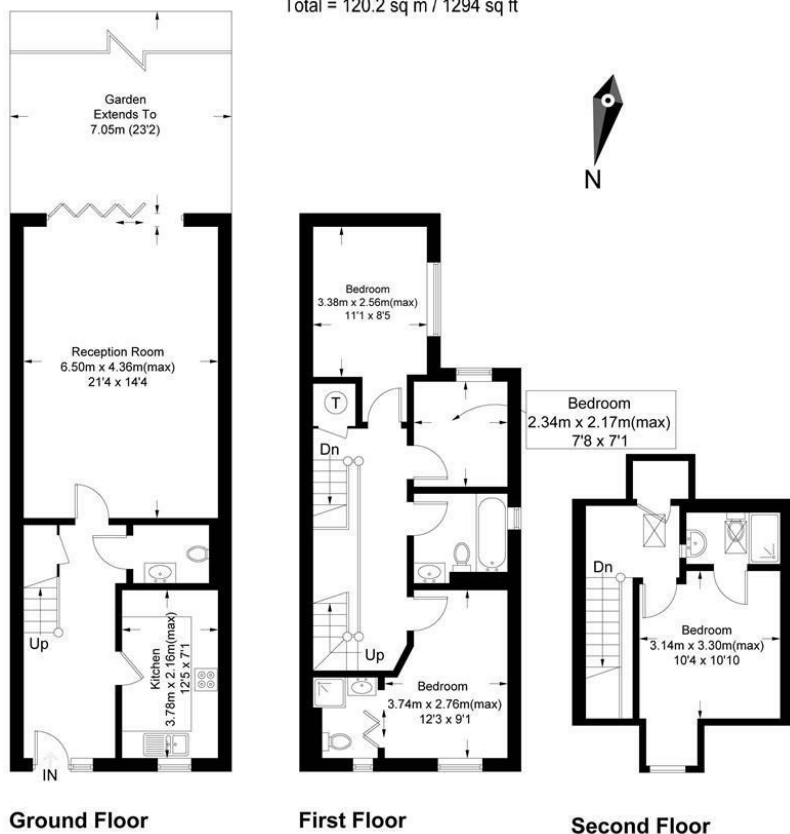 Total = 120.2 sq m / 1294 sq ft
Garden
Extends To
7.05m (23'2)
N
Reception Room
6.50m x 4.36m(max)
21'4 x 14'4
Up
Kitchen
3.78m x 2.16m(max)
12'5 x 7'1
IN
Ground Floor
Bedroom
3.38m x 2.56m(max)
11'1 x 8'5
T
Dn
Bedroom
2.34m x 2.17m(max)
7'8 x 7'1
Up
Bedroom
3.74m x 2.76m(max)
12'3 x 9'1
First Floor
Dn
Bedroom
3.14m x 3.30m(max)
10'4 x 10'10
Second Floor